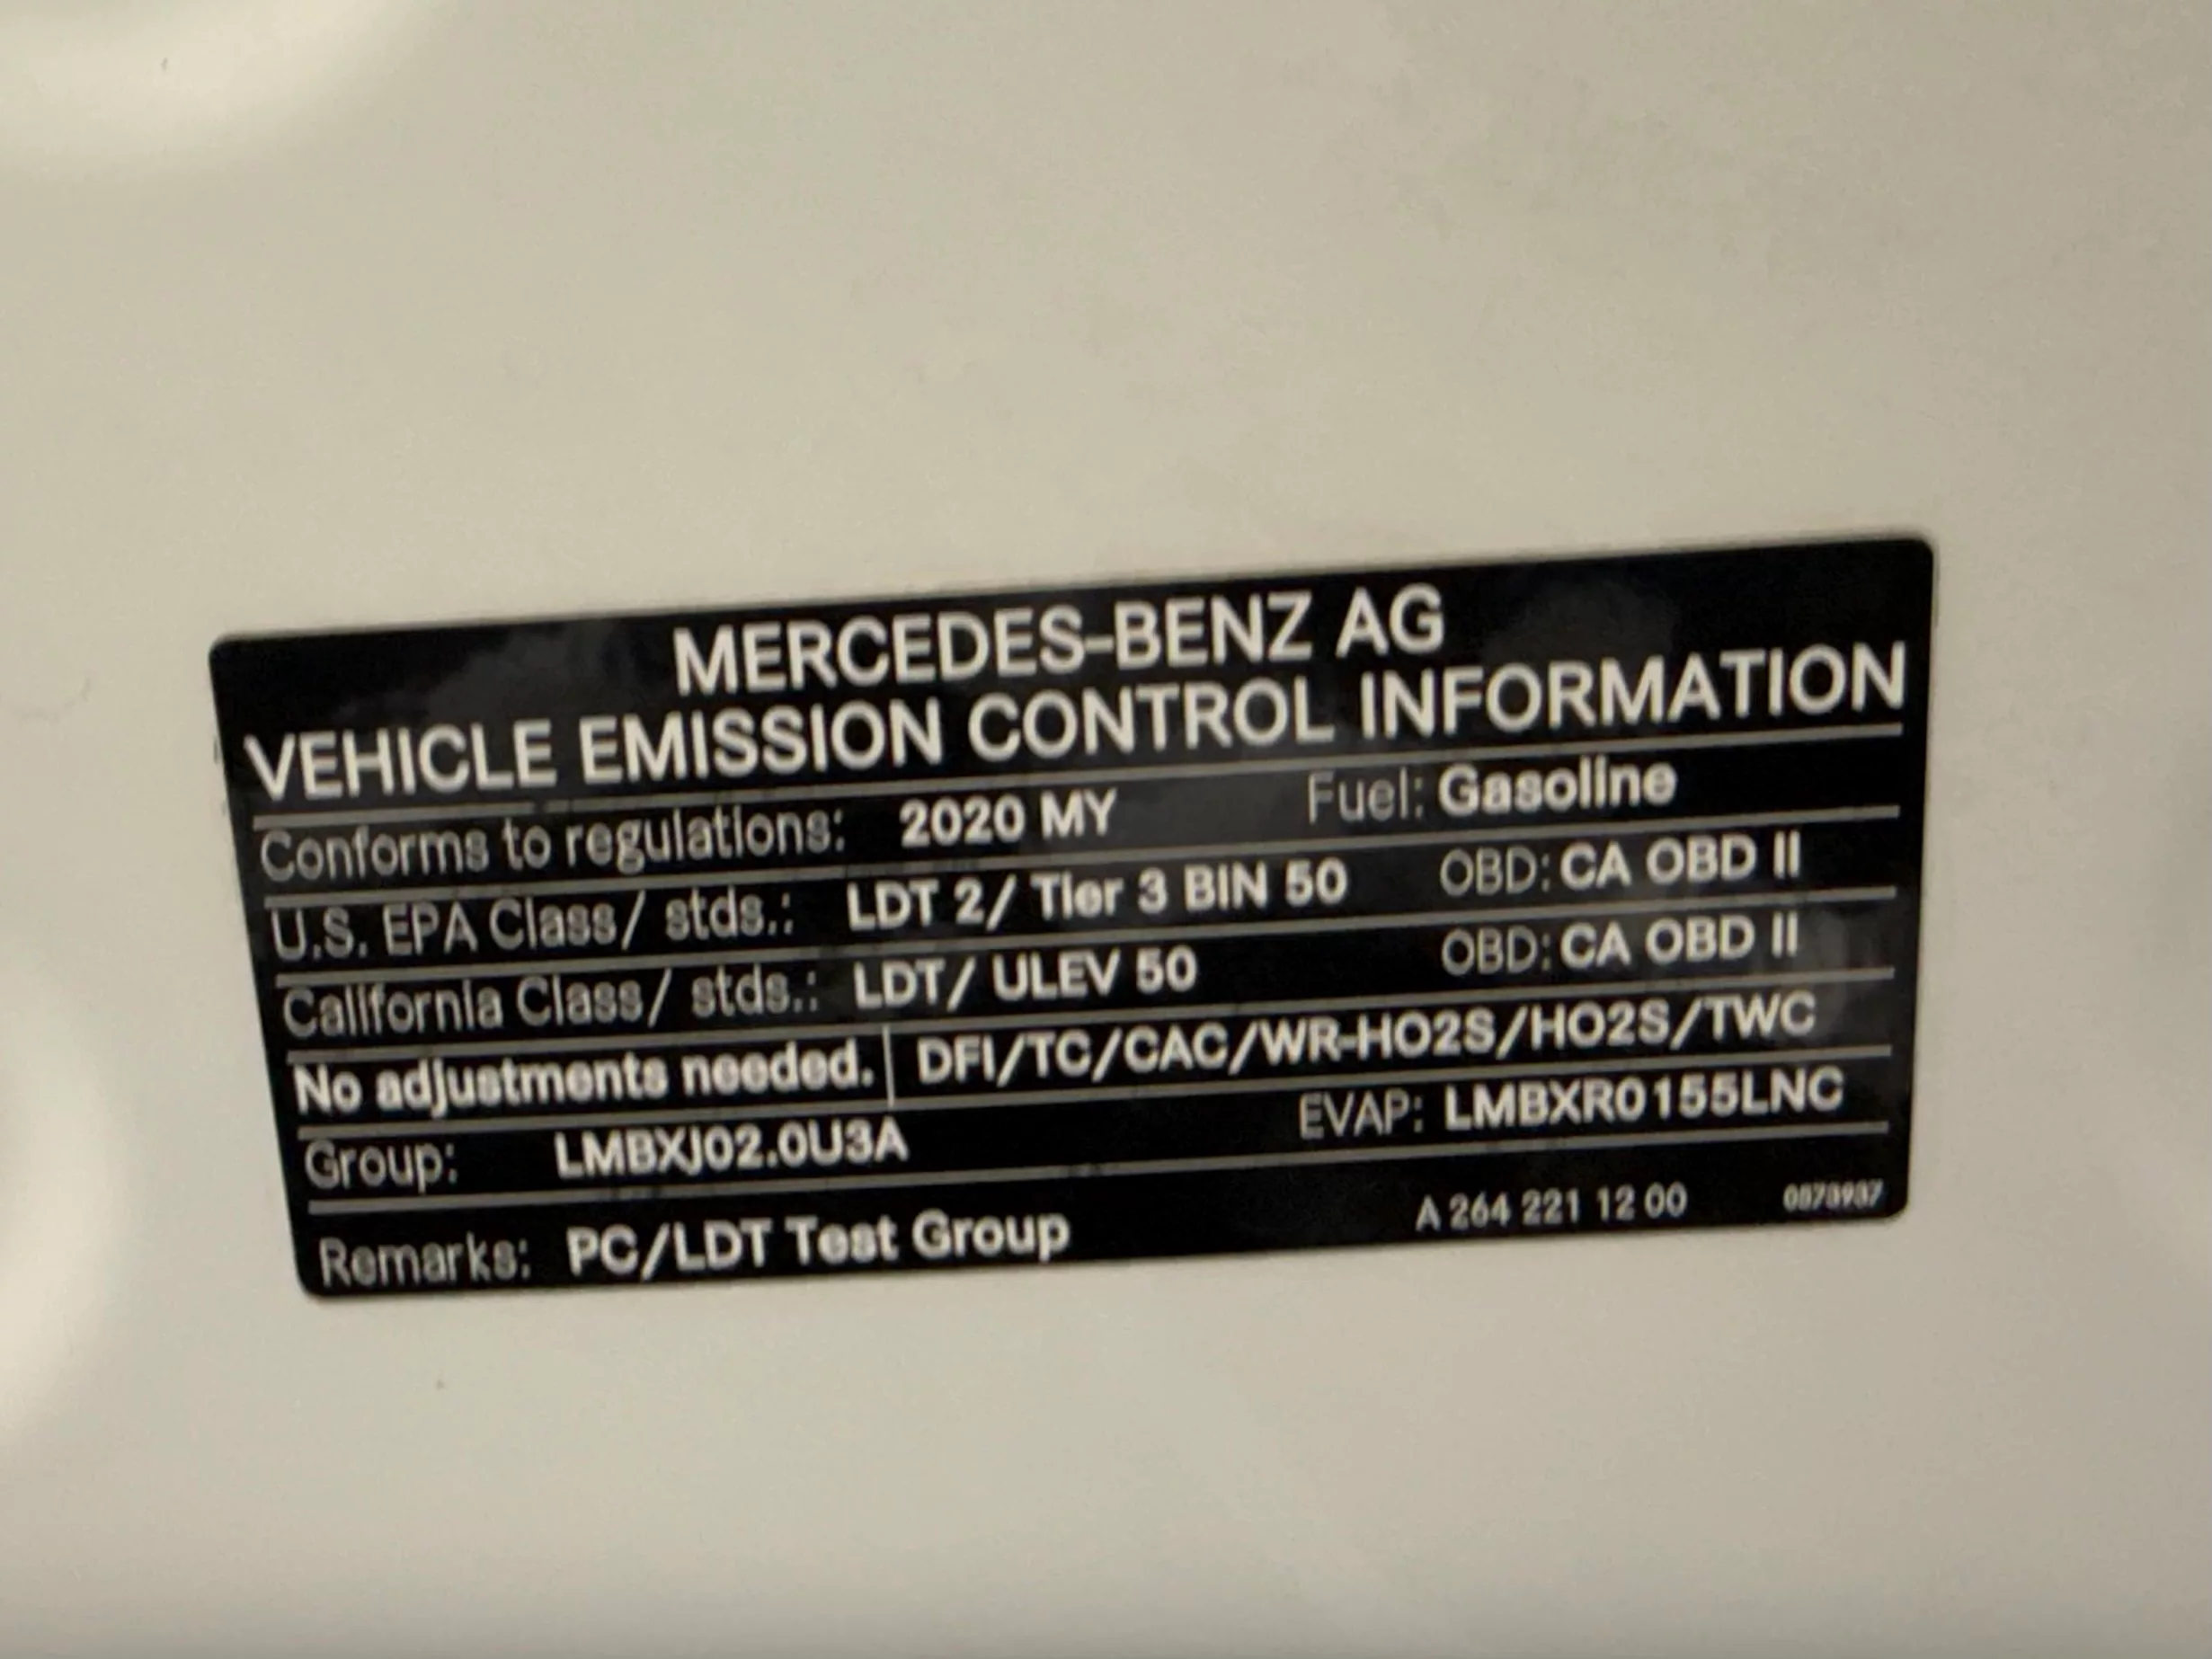 MERCEDES-BENZ AG
VEHICLE EMISSION CONTROL INFORMATION
Conforms to regulations: 2020 MY Fuel: Gasoline
U.S. EPA Class/ stds.: LDT 2/ Tier 3 BIN 50 OBD: CA OBD II
California Class/ stds.: LDT/ ULEV 50 OBD: CA OBD II
No adjustments needed. DFI/TC/CAC/WR-HO2S/HO2S/TWC
Group: LMBXJ02.0U3A EVAP: LMBXR0155LNC
Remarks: PC/LDT Test Group A 264 221 12 00